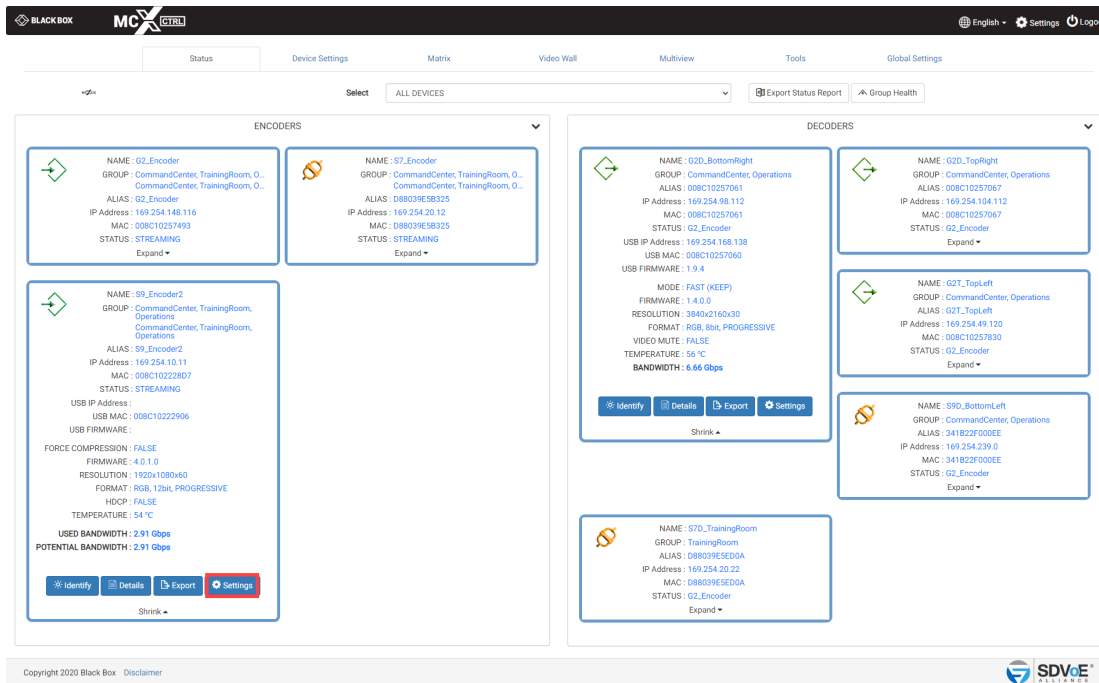 BLACK BOX
MCX CTRL
English
Settings
Logo
Status
Device Settings
Matrix
Video Wall
Multiview
Tools
Global Settings
Select
ALL DEVICES
Export Status Report
Group Health
ENCODERS
NAME : G2_Encoder
GROUP : CommandCenter, TrainingRoom, O...
CommandCenter, TrainingRoom, O...
ALIAS : G2_Encoder
IP Address : 169.254.148.116
MAC : 008C10257493
STATUS : STREAMING
Expand
NAME : S7_Encoder
GROUP : CommandCenter, TrainingRoom, O...
CommandCenter, TrainingRoom, O...
ALIAS : D88039E5B325
IP Address : 169.254.20.12
MAC : D88039E5B325
STATUS : STREAMING
Expand
NAME : S9_Encoder2
GROUP : CommandCenter, TrainingRoom,
Operations
CommandCenter, TrainingRoom,
Operations
ALIAS : S9_Encoder2
IP Address : 169.254.10.11
MAC : 008C102228D7
STATUS : STREAMING
USB IP Address :
USB MAC : 008C10222906
USB FIRMWARE :
FORCE COMPRESSION : FALSE
FIRMWARE : 4.0.1.0
RESOLUTION : 1920x1080x60
FORMAT : RGB, 12bit, PROGRESSIVE
HDCP : FALSE
TEMPERATURE : 54 °C
USED BANDWIDTH : 2.91 Gbps
POTENTIAL BANDWIDTH : 2.91 Gbps
Identify
Details
Export
Settings
Shrink
DECODERS
NAME : G2D_BottomRight
GROUP : CommandCenter, Operations
ALIAS : 008C10257061
IP Address : 169.254.98.112
MAC : 008C10257061
STATUS : G2_Encoder
USB IP Address : 169.254.168.138
USB MAC : 008C10257060
USB FIRMWARE : 1.9.4
MODE : FAST (KEEP)
FIRMWARE : 1.4.0.0
RESOLUTION : 3840x2160x30
FORMAT : RGB, 8bit, PROGRESSIVE
VIDEO MUTE : FALSE
TEMPERATURE : 56 °C
BANDWIDTH : 6.66 Gbps
Identify
Details
Export
Settings
Shrink
NAME : G2D_TopRight
GROUP : CommandCenter, Operations
ALIAS : 008C10257067
IP Address : 169.254.104.112
MAC : 008C10257067
STATUS : G2_Encoder
Expand
NAME : G2T_TopLeft
GROUP : CommandCenter, Operations
ALIAS : G2T_TopLeft
IP Address : 169.254.49.120
MAC : 008C10257830
STATUS : G2_Encoder
Expand
NAME : S9D_BottomLeft
GROUP : CommandCenter, Operations
ALIAS : 341B22F000EE
IP Address : 169.254.239.0
MAC : 341B22F000EE
STATUS : G2_Encoder
Expand
NAME : S7D_TrainingRoom
GROUP : TrainingRoom
ALIAS : D88039E5ED0A
IP Address : 169.254.20.22
MAC : D88039E5ED0A
STATUS : G2_Encoder
Expand
Copyright 2020 Black Box Disclaimer
SDVoE
ALLIANCE